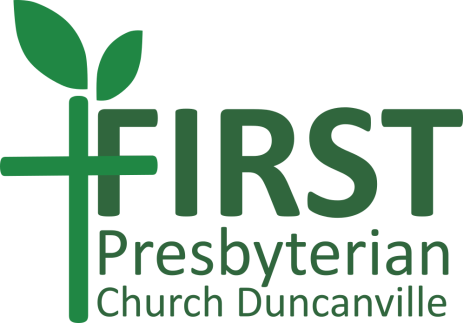 FIRST
Presbyterian
Church Duncanville